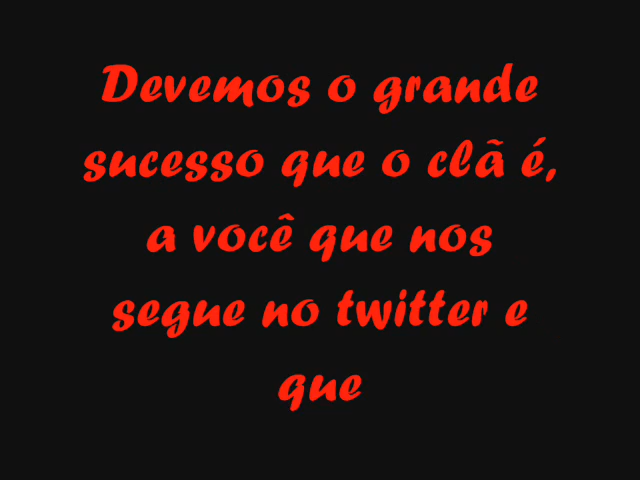 Devemos o grande
sucesso que o clã é,
a você que nos
segue no twitter e
que